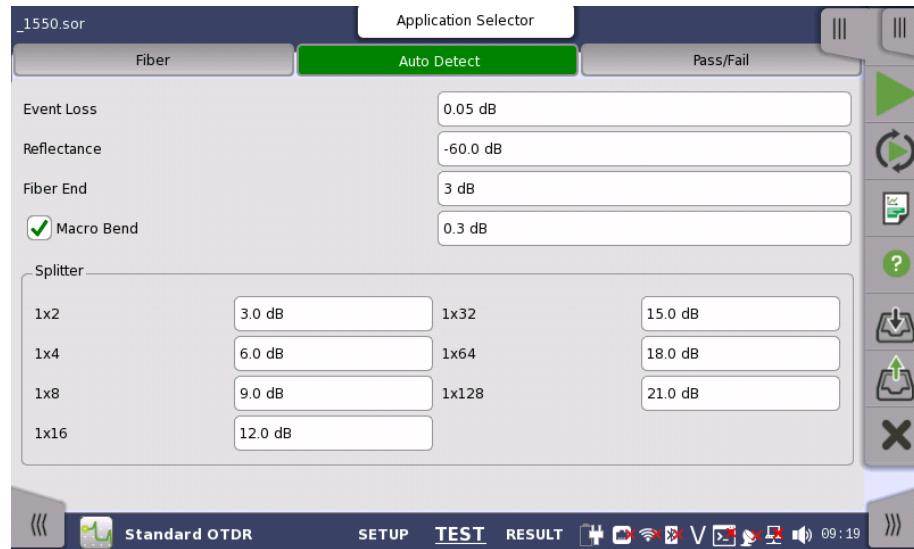 _1550.sor
Application Selector
Fiber
Auto Detect
Pass/Fail
Event Loss
0.05 dB
Reflectance
-60.0 dB
Fiber End
3 dB
Macro Bend
0.3 dB
Splitter
1x2
3.0 dB
1x32
15.0 dB
1x4
6.0 dB
1x64
18.0 dB
1x8
9.0 dB
1x128
21.0 dB
1x16
12.0 dB
Standard OTDR
SETUP
TEST
RESULT
V
09:19